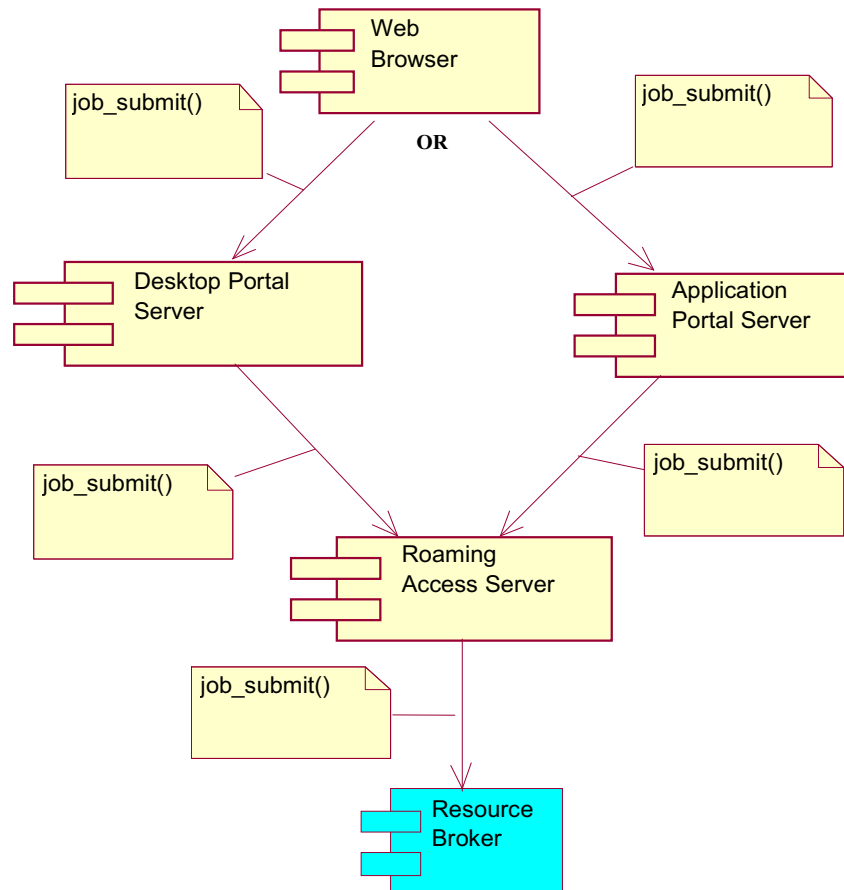 Web
Browser
job_submit()
job_submit()
OR
Desktop Portal
Server
Application
Portal Server
job_submit()
job_submit()
Roaming
Access Server
job_submit()
Resource
Broker